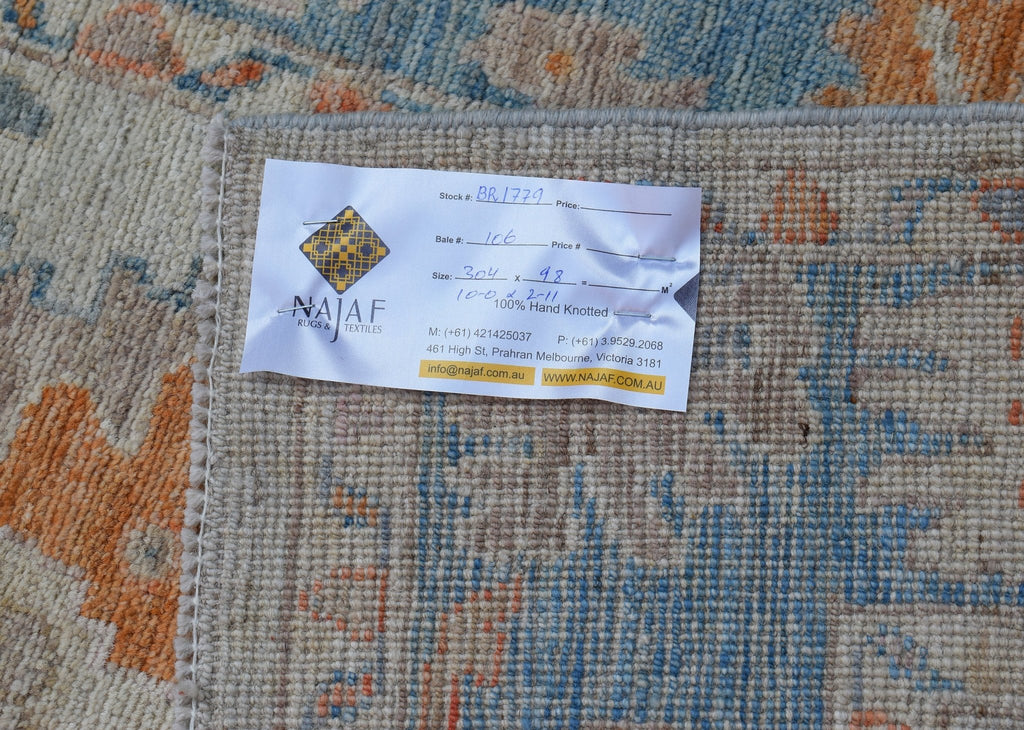 Stock #: BR1779 Price:
Bale #: 106 Price #
Size: 304 x 98 = M²
10-0 x 2-11
100% Hand Knotted
NAJAF
RUGS & TEXTILES
M: (+61) 421425037 P: (+61) 3.9529.2068
461 High St, Prahran Melbourne, Victoria 3181
info@najaf.com.au WWW.NAJAF.COM.AU